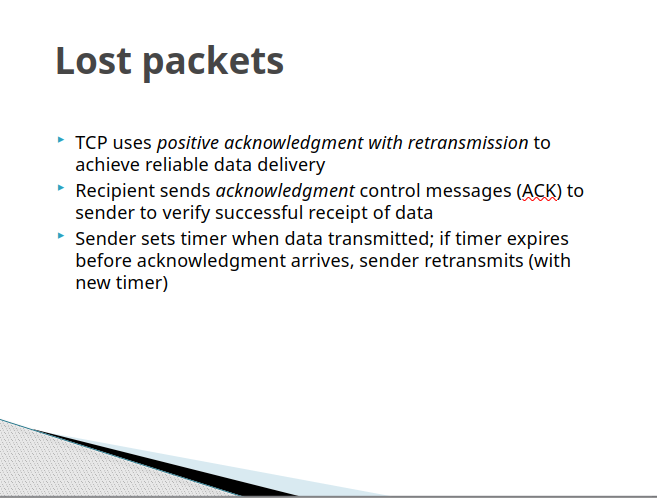 Lost packets
TCP uses positive acknowledgment with retransmission to
achieve reliable data delivery
Recipient sends acknowledgment control messages (ACK) to
sender to verify successful receipt of data
Sender sets timer when data transmitted; if timer expires
before acknowledgment arrives, sender retransmits (with
new timer)